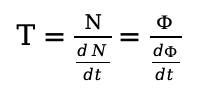 T = N / (dN/dt) = Φ / (dΦ/dt)